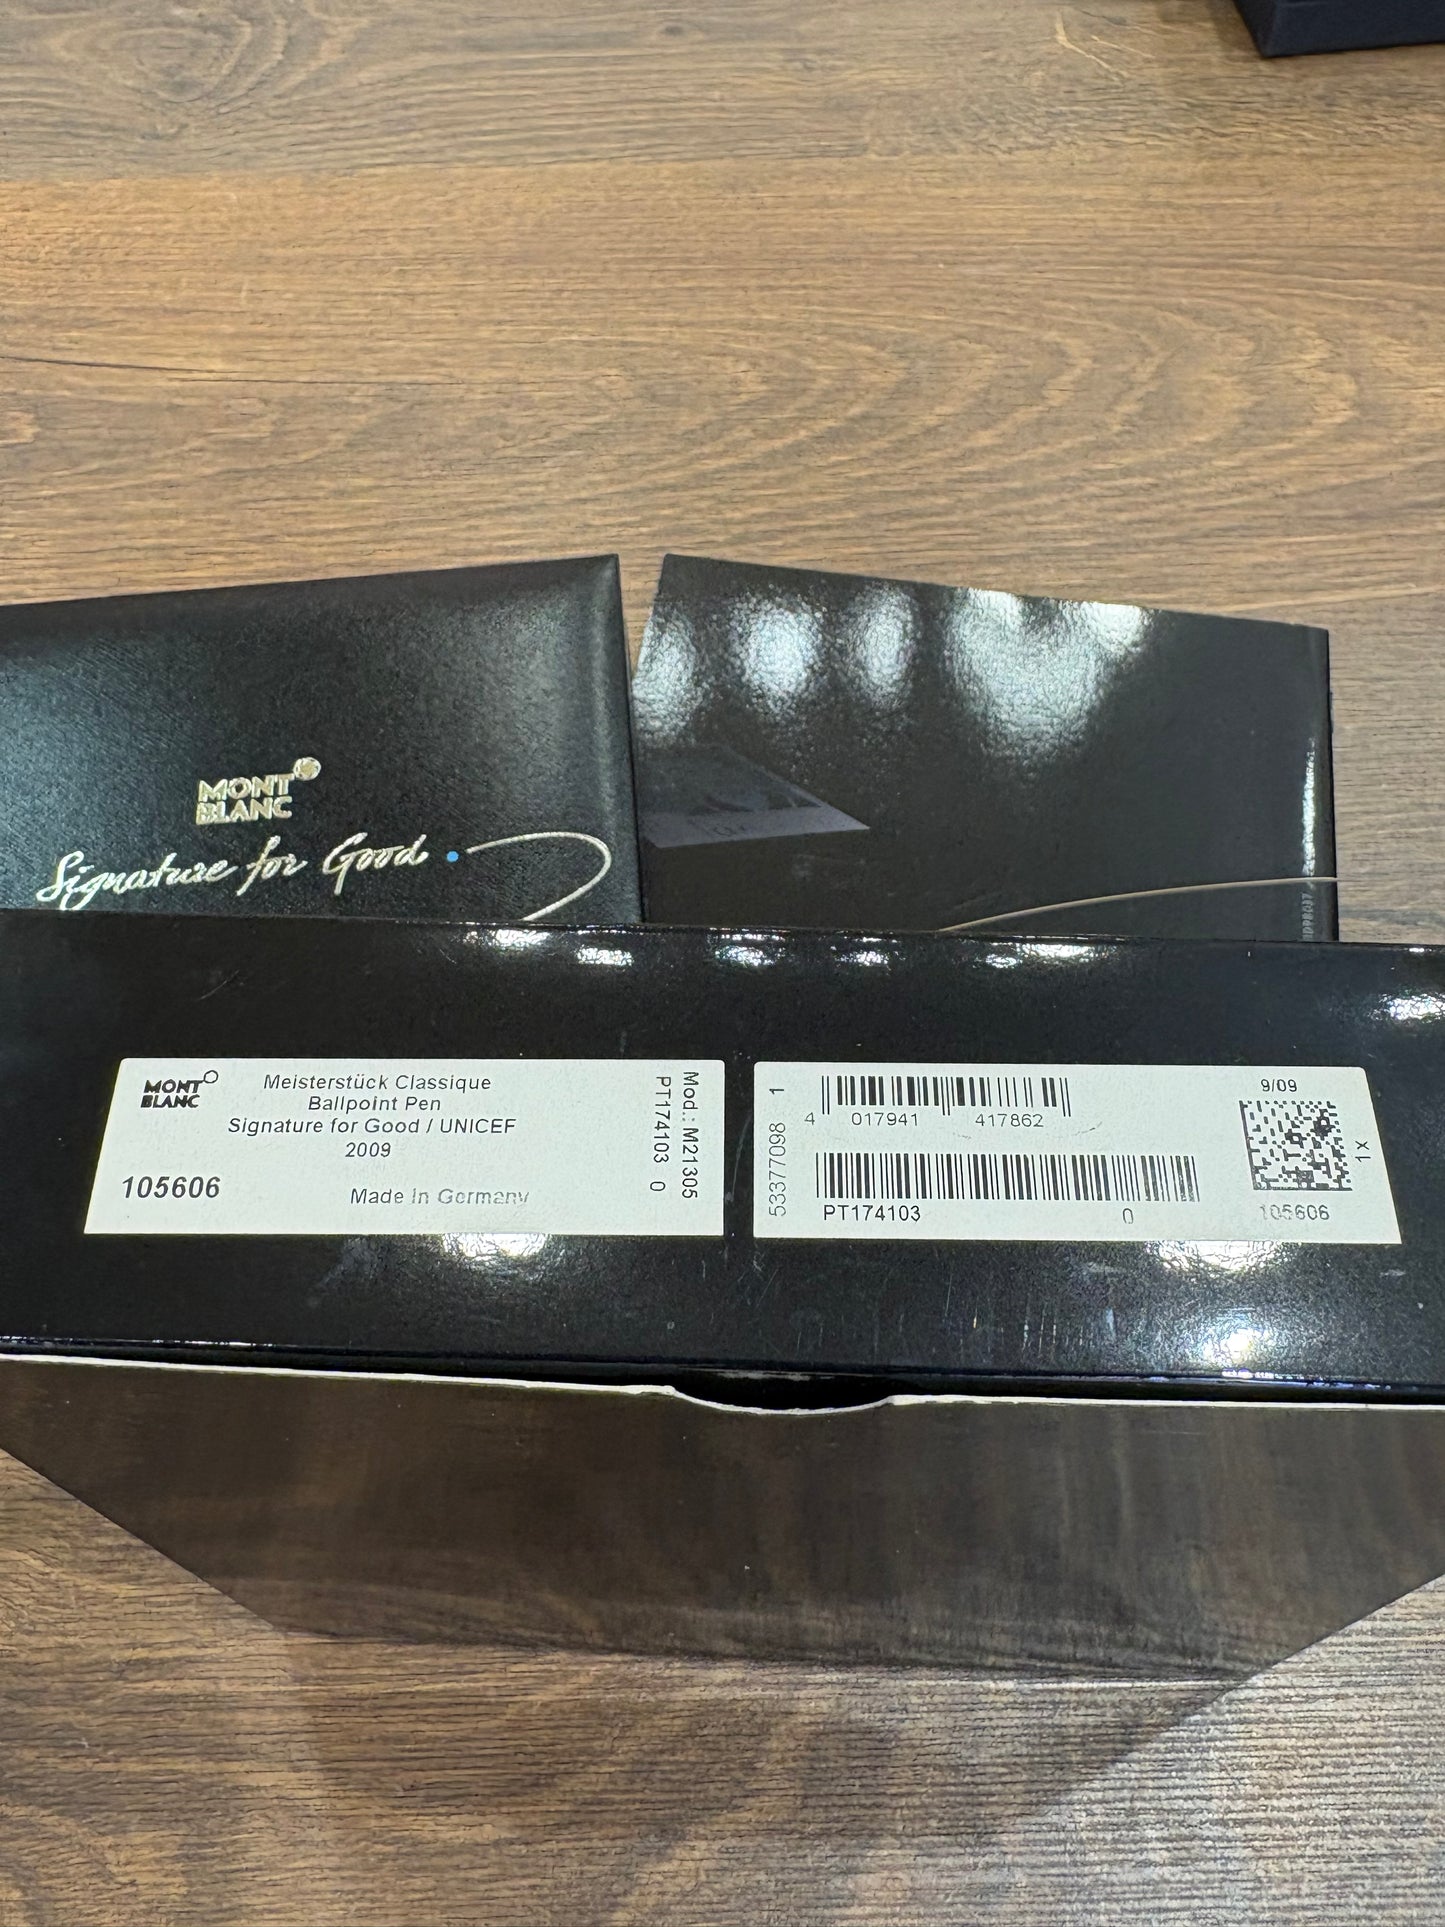 MONT
BLANC
Signature for Good
MONT
BLANC
Meisterstück Classique
Ballpoint Pen
Signature for Good / UNICEF
2009
105606
Made in Germany
Mod.: M21305
PT174103 0
53377098 1
4 017941 417862
PT174103 0
9/09
1x
105606